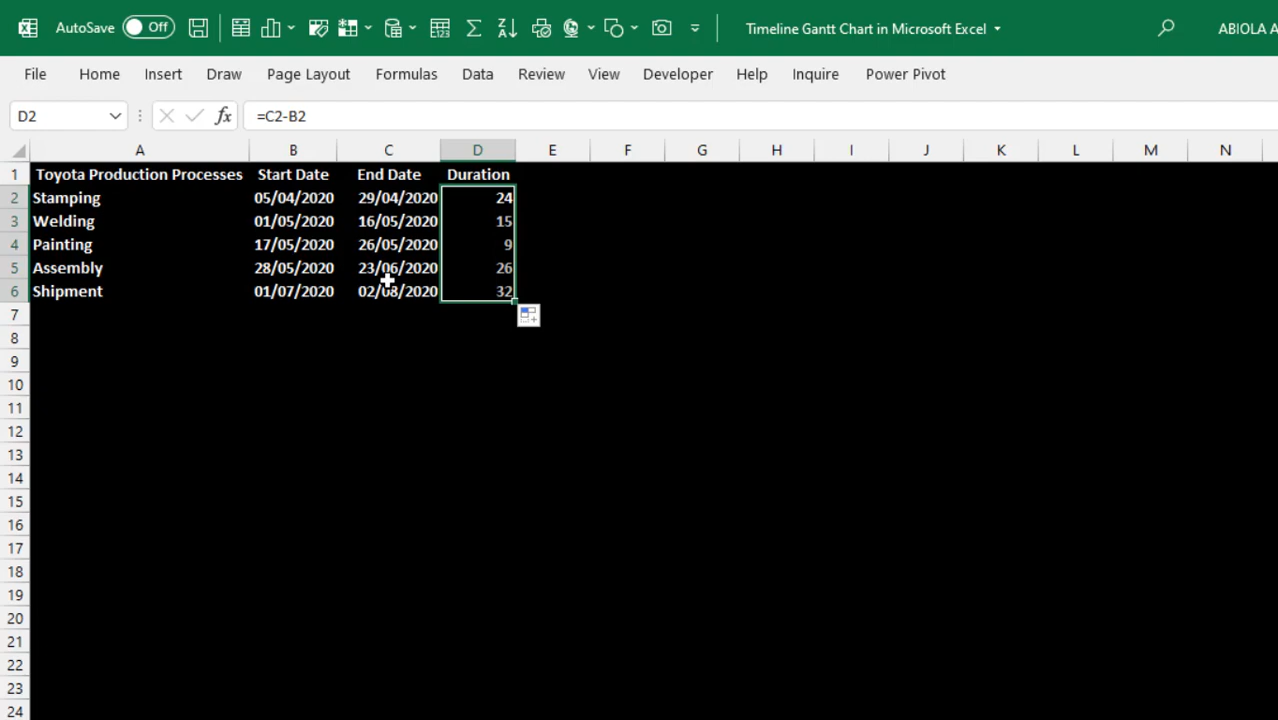 AutoSave Off Timeline Gantt Chart in Microsoft Excel ABIOLA A
File Home Insert Draw Page Layout Formulas Data Review View Developer Help Inquire Power Pivot
D2 fx =C2-B2
A B C D E F G H I J K L M N
1 Toyota Production Processes Start Date End Date Duration
2 Stamping 05/04/2020 29/04/2020 24
3 Welding 01/05/2020 16/05/2020 15
4 Painting 17/05/2020 26/05/2020 9
5 Assembly 28/05/2020 23/06/2020 26
6 Shipment 01/07/2020 02/08/2020 32
7
8
9
10
11
12
13
14
15
16
17
18
19
20
21
22
23
24